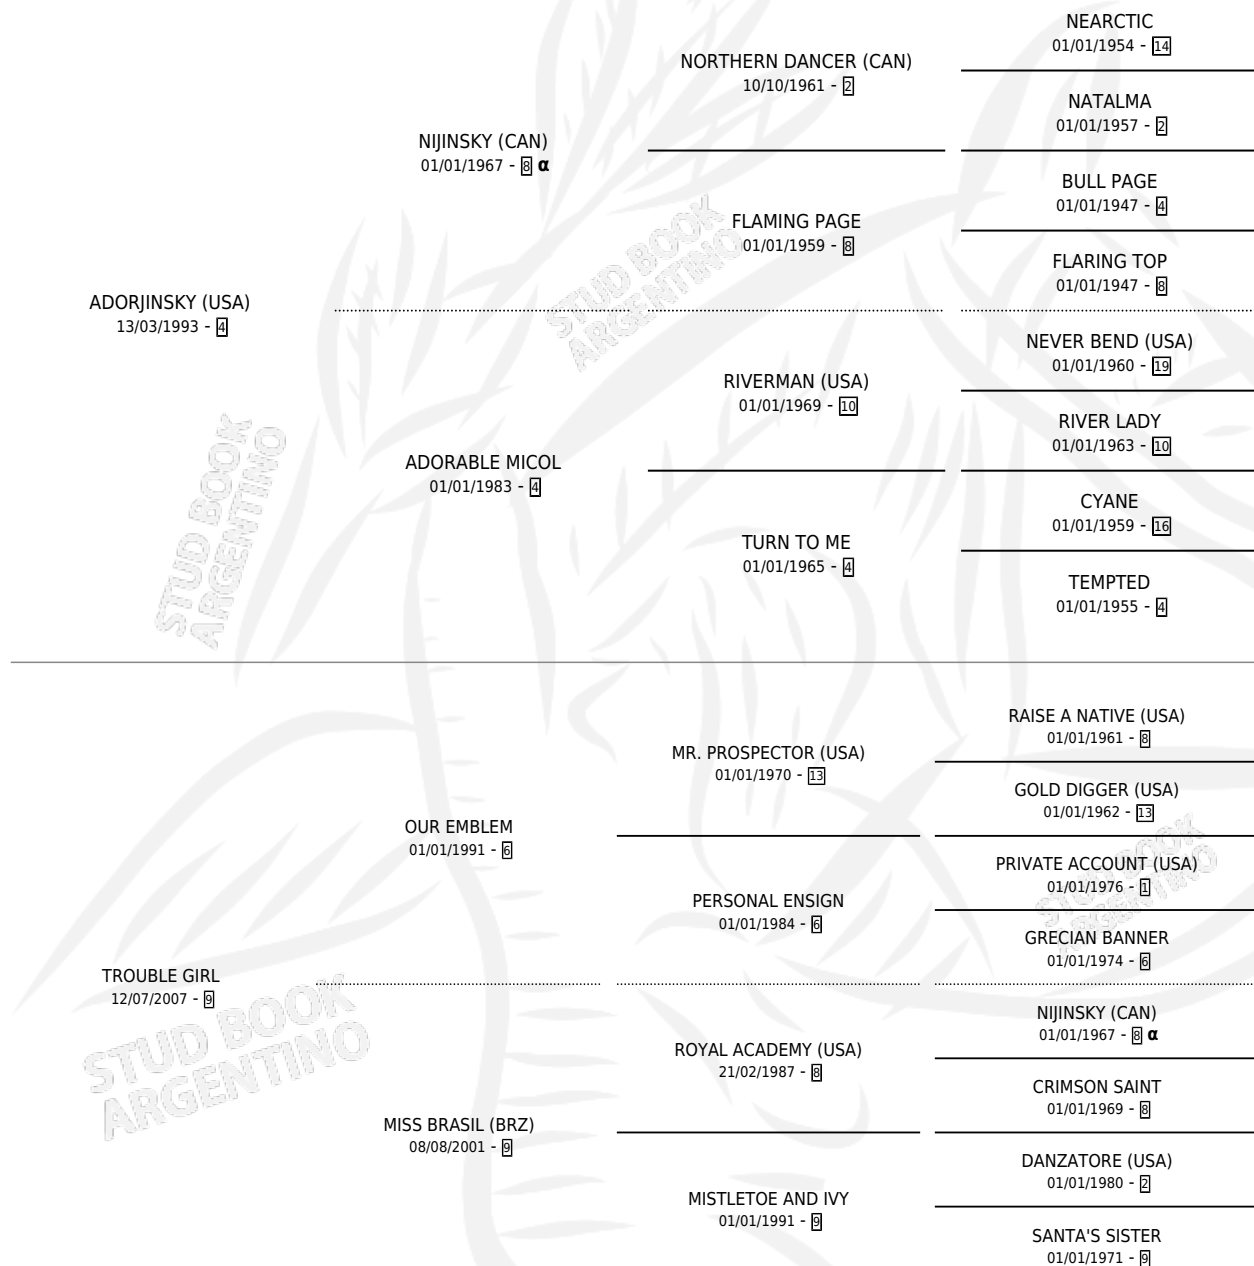 NEARCTIC
01/01/1954 - 14
NORTHERN DANCER (CAN)
10/10/1961 - 2
NATALMA
01/01/1957 - 2
NIJINSKY (CAN)
01/01/1967 - 8 α
BULL PAGE
01/01/1947 - 4
FLAMING PAGE
01/01/1959 - 8
FLARING TOP
01/01/1947 - 8
ADORJINSKY (USA)
13/03/1993 - 4
NEVER BEND (USA)
01/01/1960 - 19
RIVERMAN (USA)
01/01/1969 - 10
RIVER LADY
01/01/1963 - 10
ADORABLE MICOL
01/01/1983 - 4
CYANE
01/01/1959 - 16
TURN TO ME
01/01/1965 - 4
TEMPTED
01/01/1955 - 4
STUD BOOK
ARGENTINO
STUD BOOK
ARGENTINO
RAISE A NATIVE (USA)
01/01/1961 - 8
MR. PROSPECTOR (USA)
01/01/1970 - 13
GOLD DIGGER (USA)
01/01/1962 - 13
OUR EMBLEM
01/01/1991 - 6
PRIVATE ACCOUNT (USA)
01/01/1976 - 1
PERSONAL ENSIGN
01/01/1984 - 6
GRECIAN BANNER
01/01/1974 - 6
TROUBLE GIRL
12/07/2007 - 9
NIJINSKY (CAN)
01/01/1967 - 8 α
ROYAL ACADEMY (USA)
21/02/1987 - 8
CRIMSON SAINT
01/01/1969 - 8
MISS BRASIL (BRZ)
08/08/2001 - 9
DANZATORE (USA)
01/01/1980 - 2
MISTLETOE AND IVY
01/01/1991 - 9
SANTA'S SISTER
01/01/1971 - 9
STUD BOOK
ARGENTINO
STUD BOOK
ARGENTINO